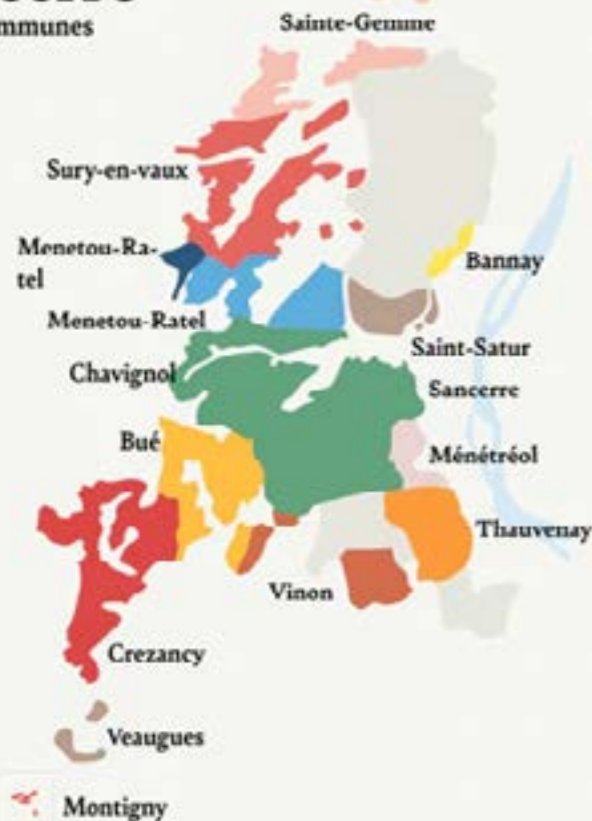 mmunes
Sainte-Gemme
Sury-en-vaux
Menetou-Ra-
tel
Bannay
Menetou-Ratel
Saint-Satur
Chavignol
Sancerre
Bué
Ménétréol
Thauvenay
Vinon
Crezancy
Veaugues
Montigny